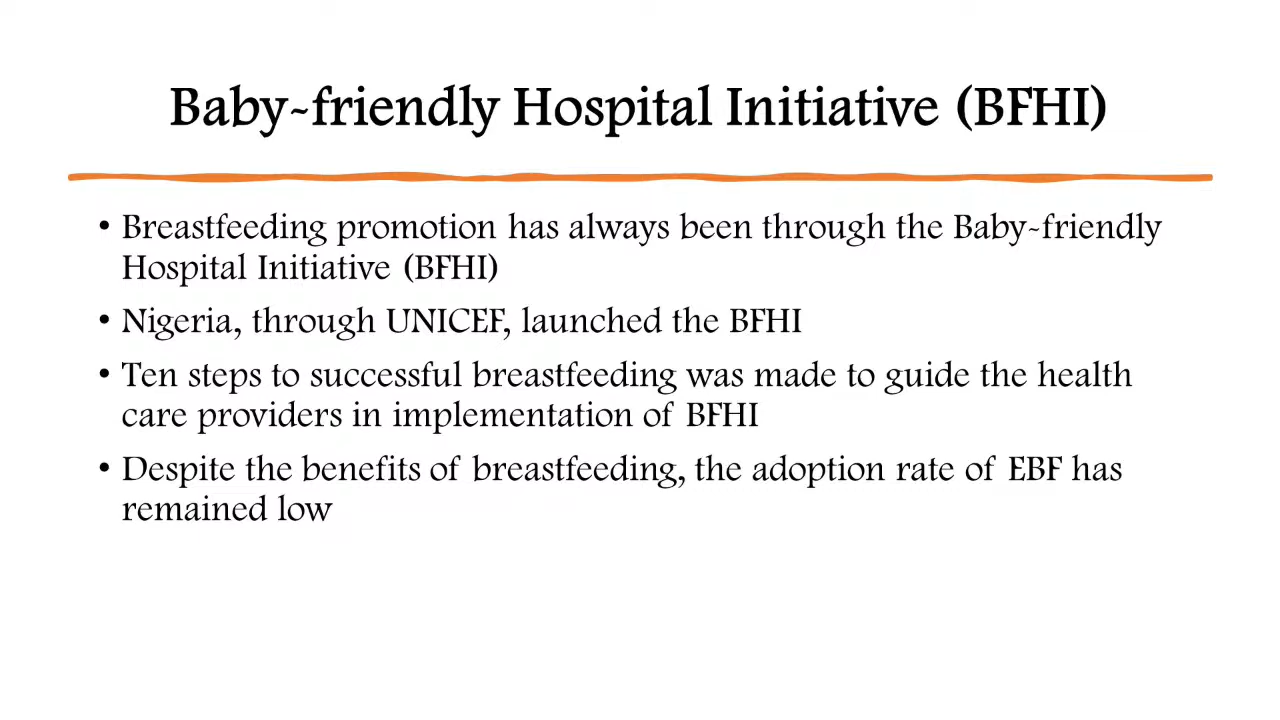 Baby-friendly Hospital Initiative (BFHI)
• Breastfeeding promotion has always been through the Baby-friendly
Hospital Initiative (BFHI)
• Nigeria, through UNICEF, launched the BFHI
• Ten steps to successful breastfeeding was made to guide the health
care providers in implementation of BFHI
• Despite the benefits of breastfeeding, the adoption rate of EBF has
remained low